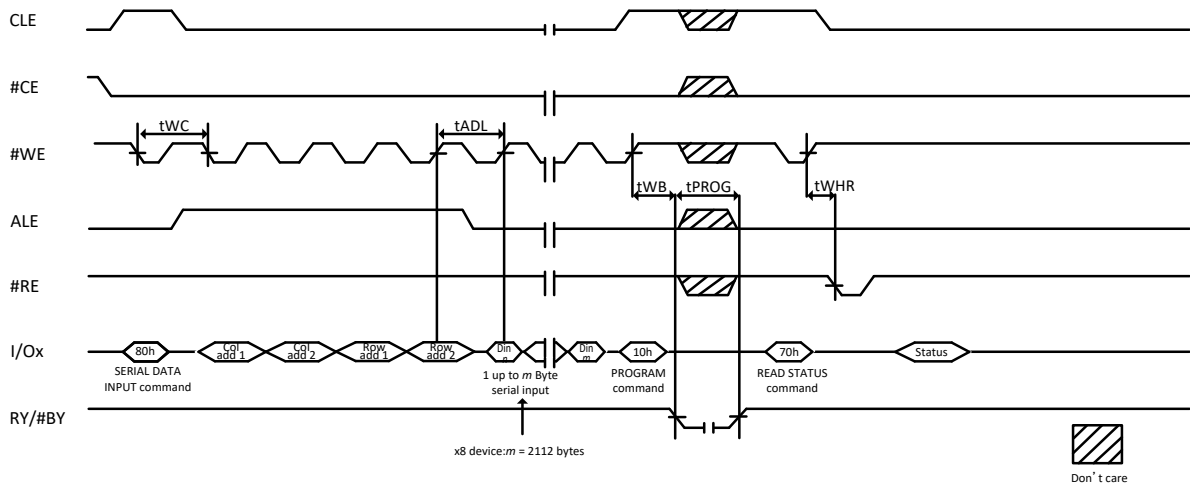 CLE
#CE
tWC
tADL
#WE
tWB
tPROG
tWHR
ALE
#RE
I/Ox
80h
Col
add 1
Col
add 2
Row
add 1
Row
add 2
Din
n
Din
m
10h
70h
Status
SERIAL DATA
INPUT command
1 up to m Byte
serial input
PROGRAM
command
READ STATUS
command
RY/#BY
x8 device:m = 2112 bytes
Don't care